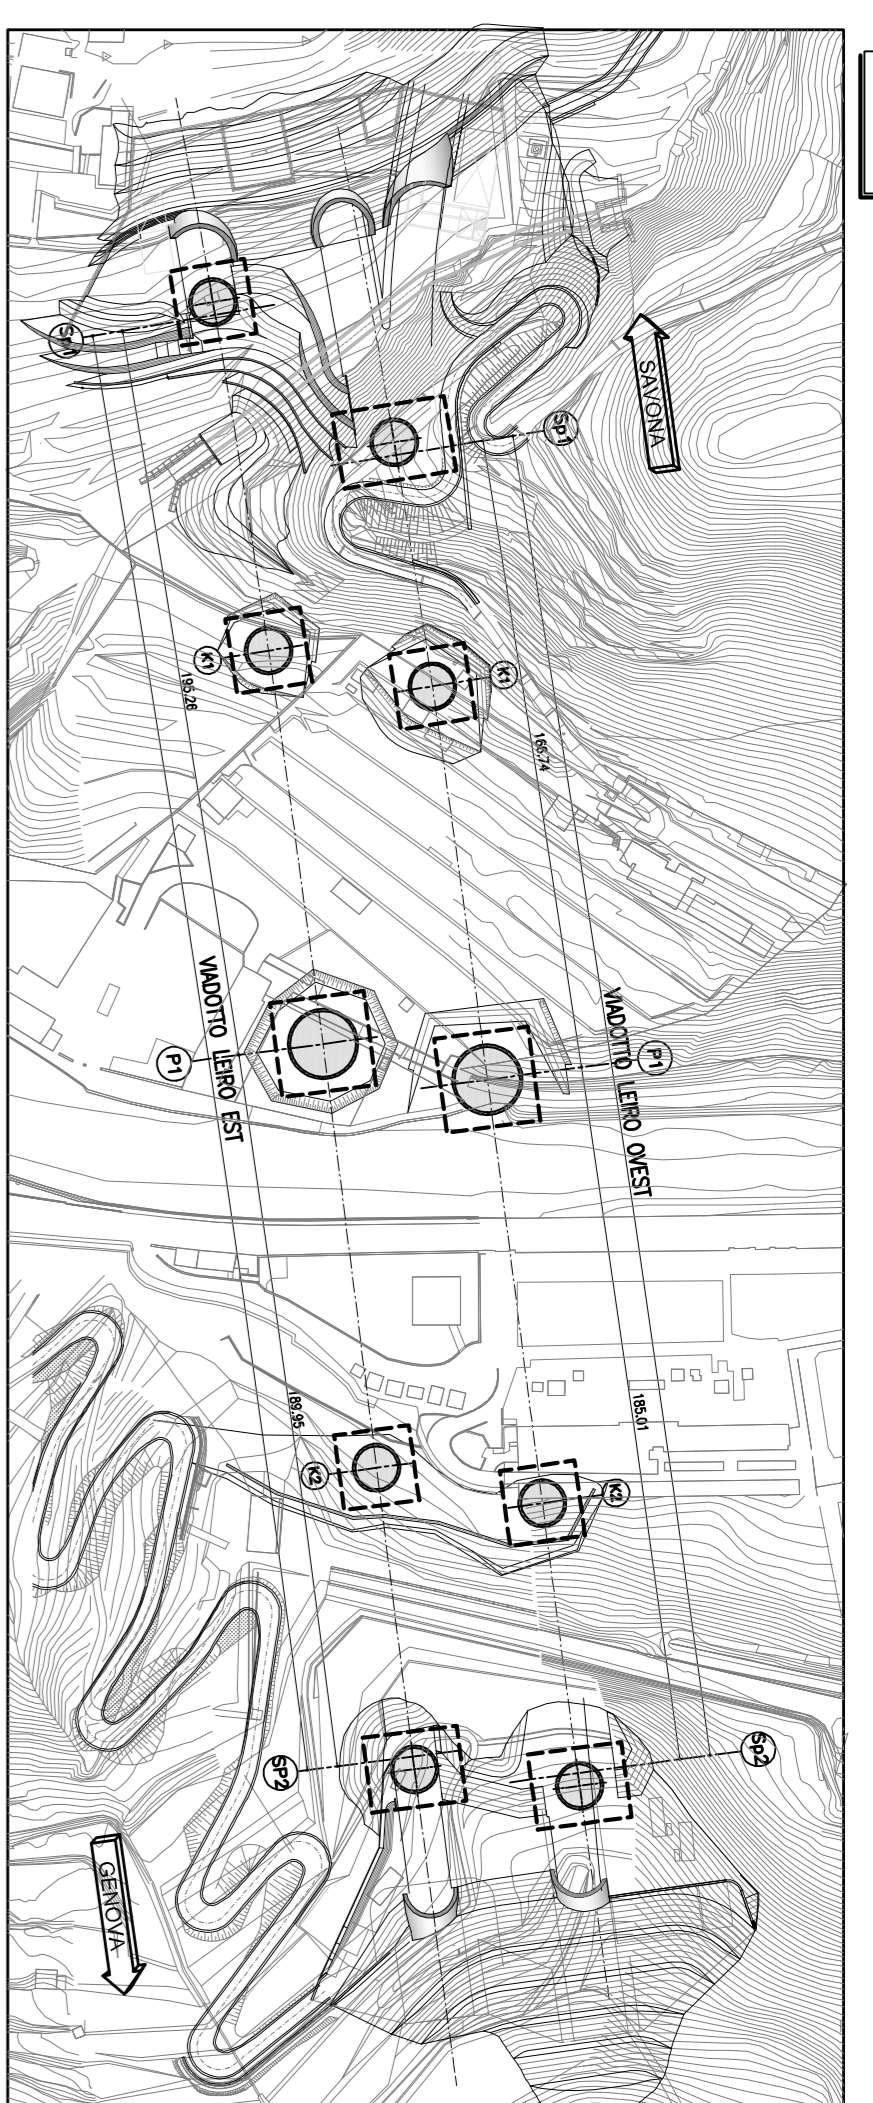 SAVONA
Sp1
Sp1
K1
K1
195.26
166.74
VIADOTTO LEIRO EST
VIADOTTO LEIRO OVEST
P1
P1
189.95
185.01
K2
K2
SP2
Sp2
GENOVA